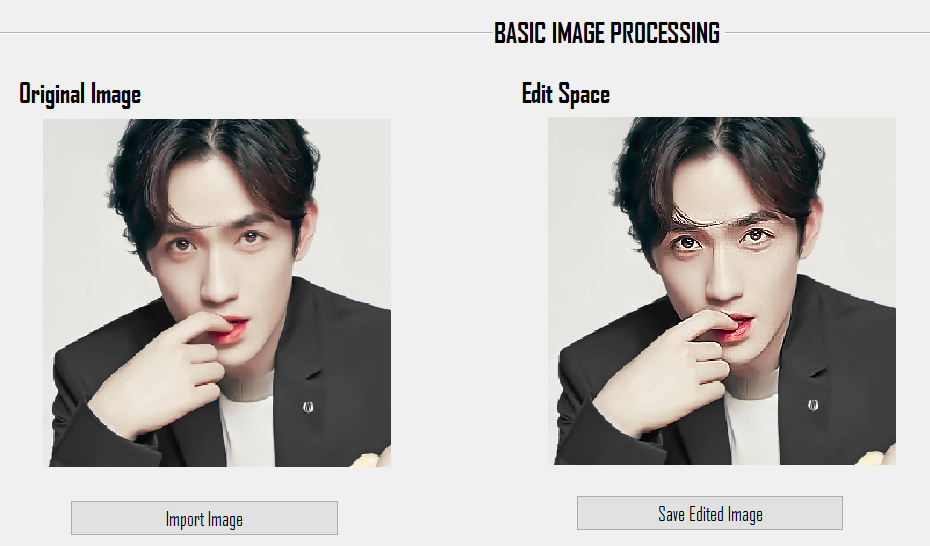 BASIC IMAGE PROCESSING
Original Image
Edit Space
Import Image
Save Edited Image